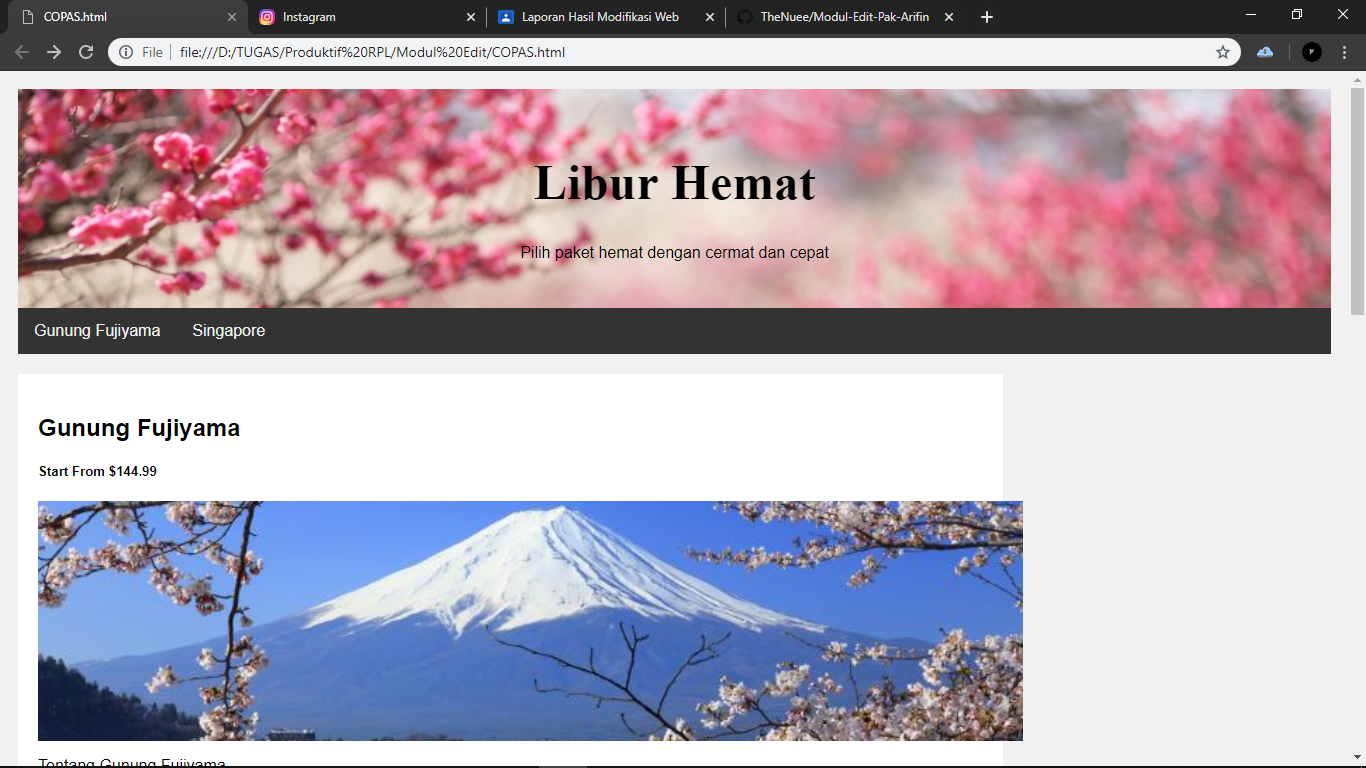 COPAS.html
Instagram
Laporan Hasil Modifikasi Web
TheNuee/Modul-Edit-Pak-Arifin
File
file:///D:/TUGAS/Produktif%20RPL/Modul%20Edit/COPAS.html
Libur Hemat
Pilih paket hemat dengan cermat dan cepat
Gunung Fujiyama
Singapore
Gunung Fujiyama
Start From $144.99
Tentang Gunung Fujiyama